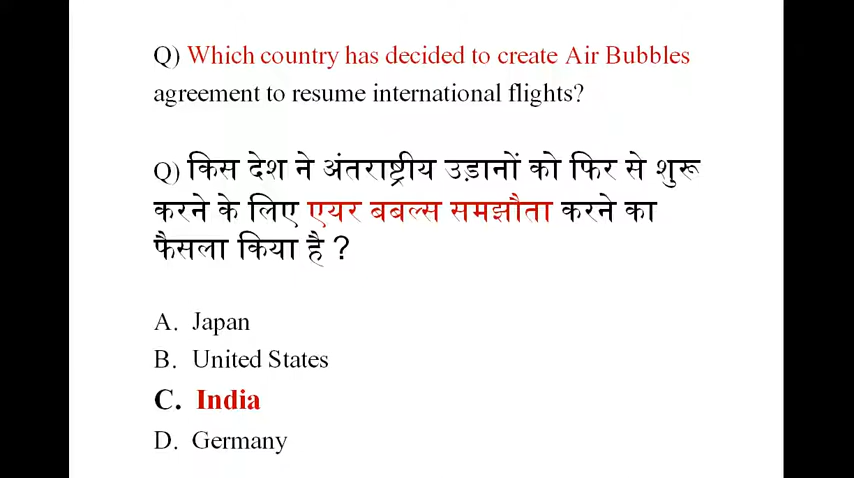 Q) Which country has decided to create Air Bubbles
agreement to resume international flights?
Q) किस देश ने अंतराष्ट्रीय उड़ानों को फिर से शुरू
करने के लिए एयर बबल्स समझौता करने का
फैसला किया है ?
A. Japan
B. United States
C. India
D. Germany